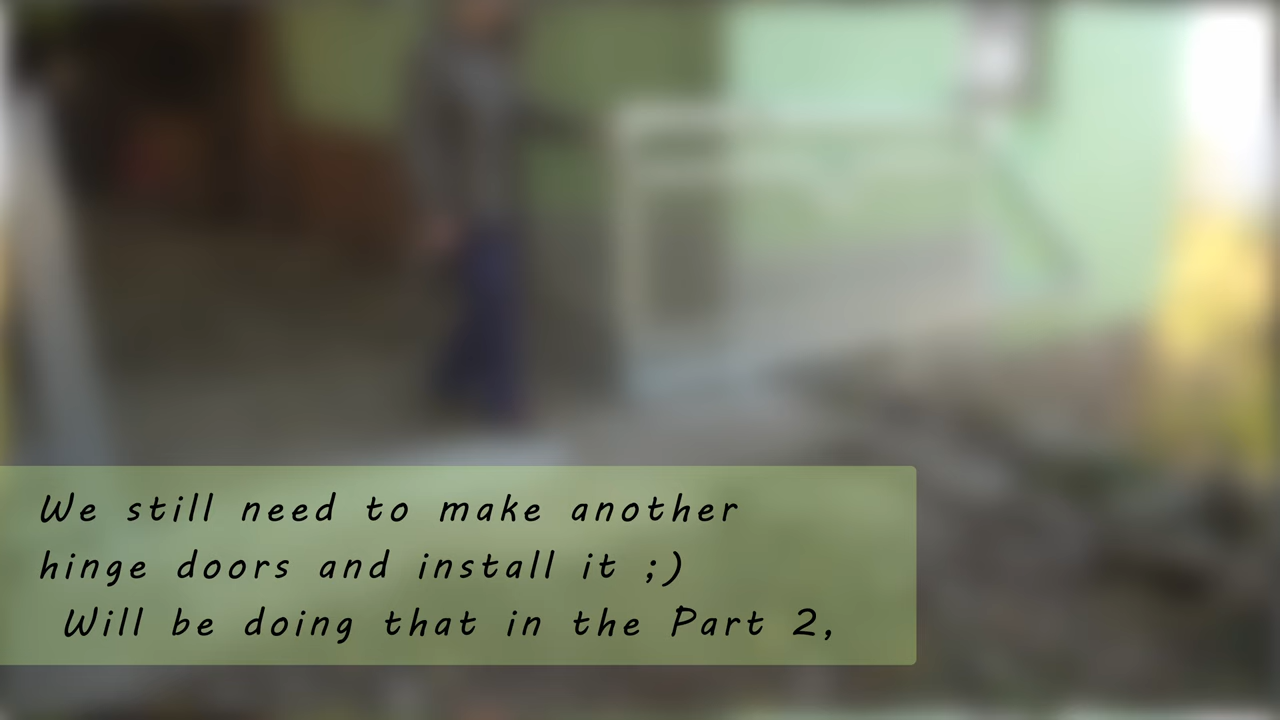 We still need to make another
hinge doors and install it ;)
Will be doing that in the Part 2,